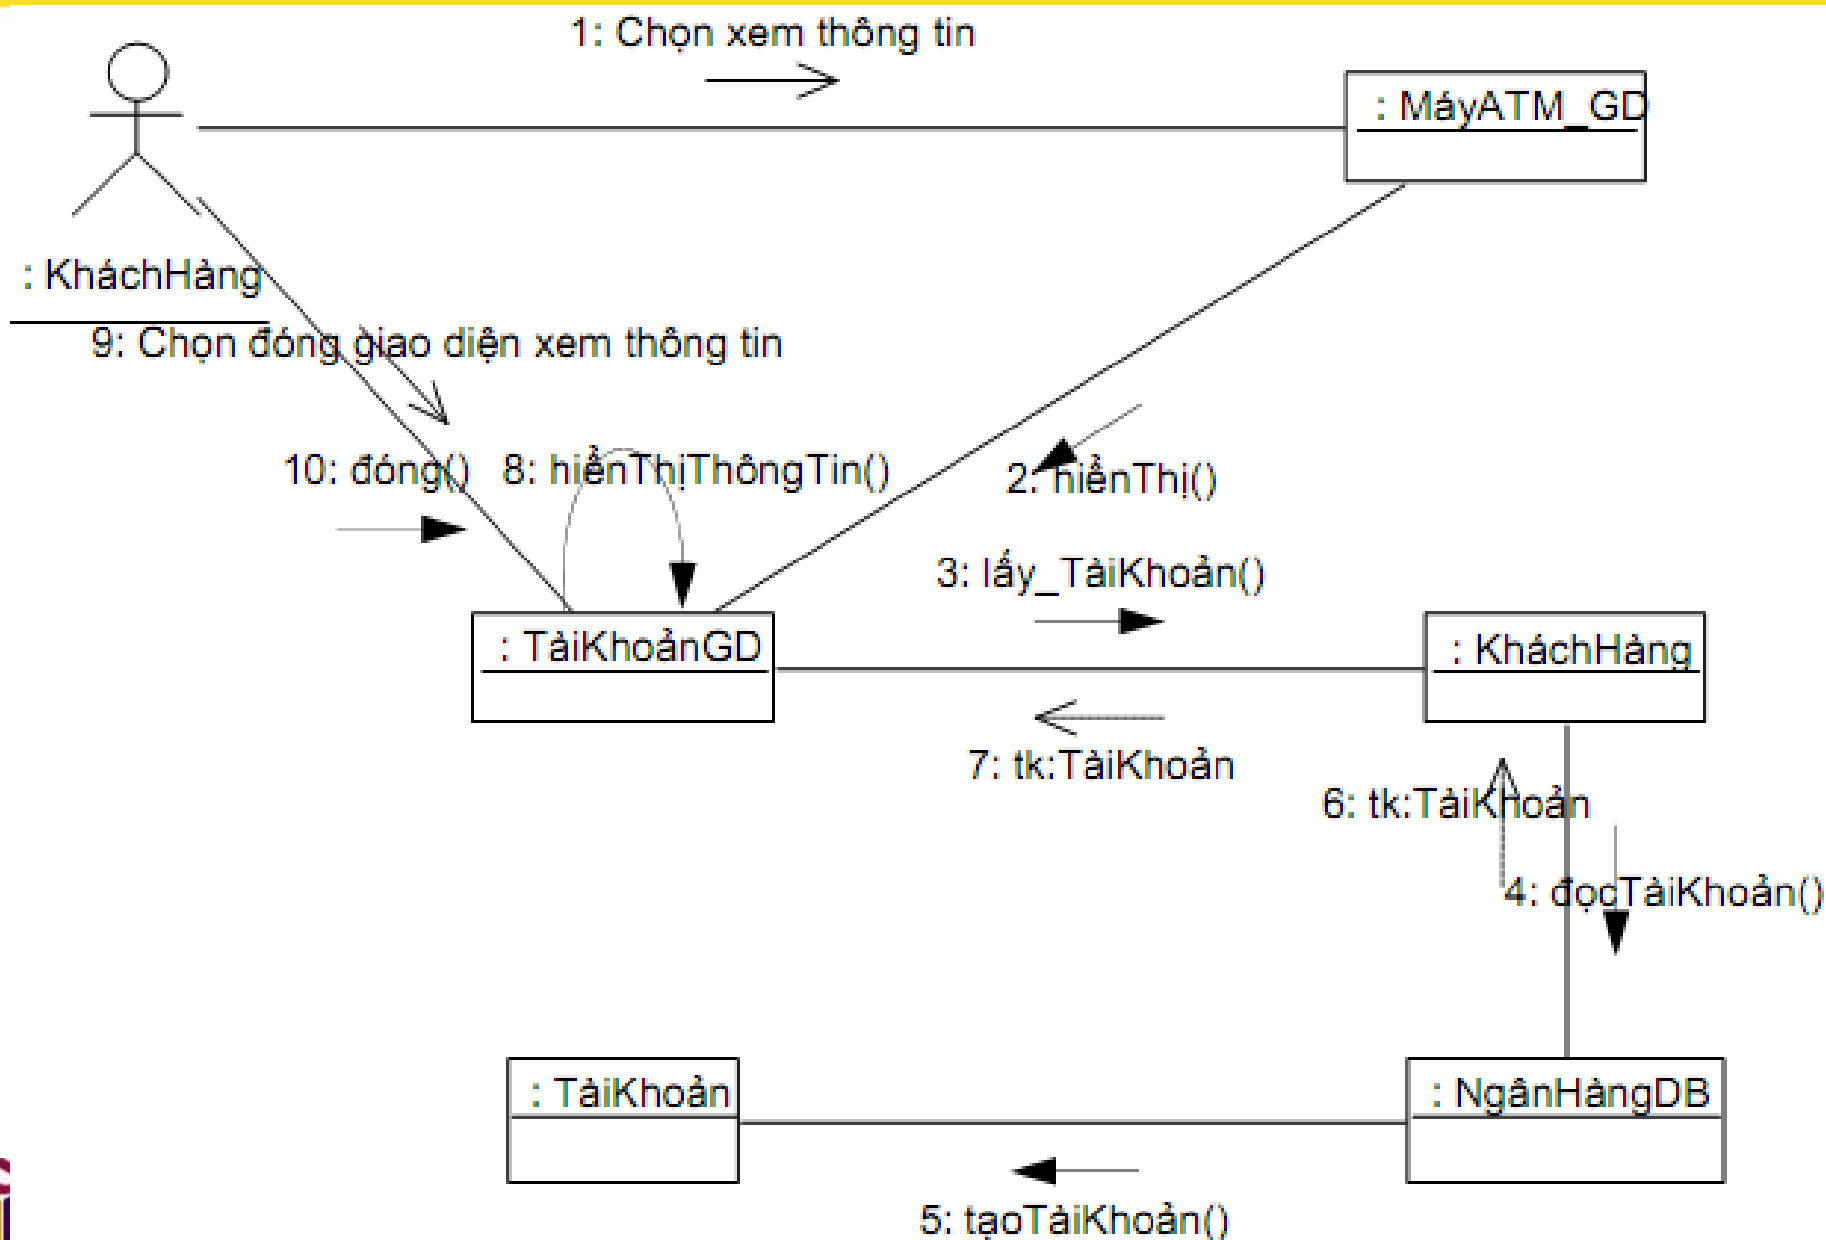 1: Chọn xem thông tin
: MáyATM_GD
: KháchHàng
9: Chọn đóng giao diện xem thông tin
10: đóng()
8: hiểnThịThôngTin()
2: hiểnThị()
3: lấy_TàiKhoản()
: TàiKhoảnGD
: KháchHàng
7: tk:TàiKhoản
6: tk:TàiKhoản
4: đọcTàiKhoản()
: TàiKhoản
: NgânHàngDB
5: tạoTàiKhoản()